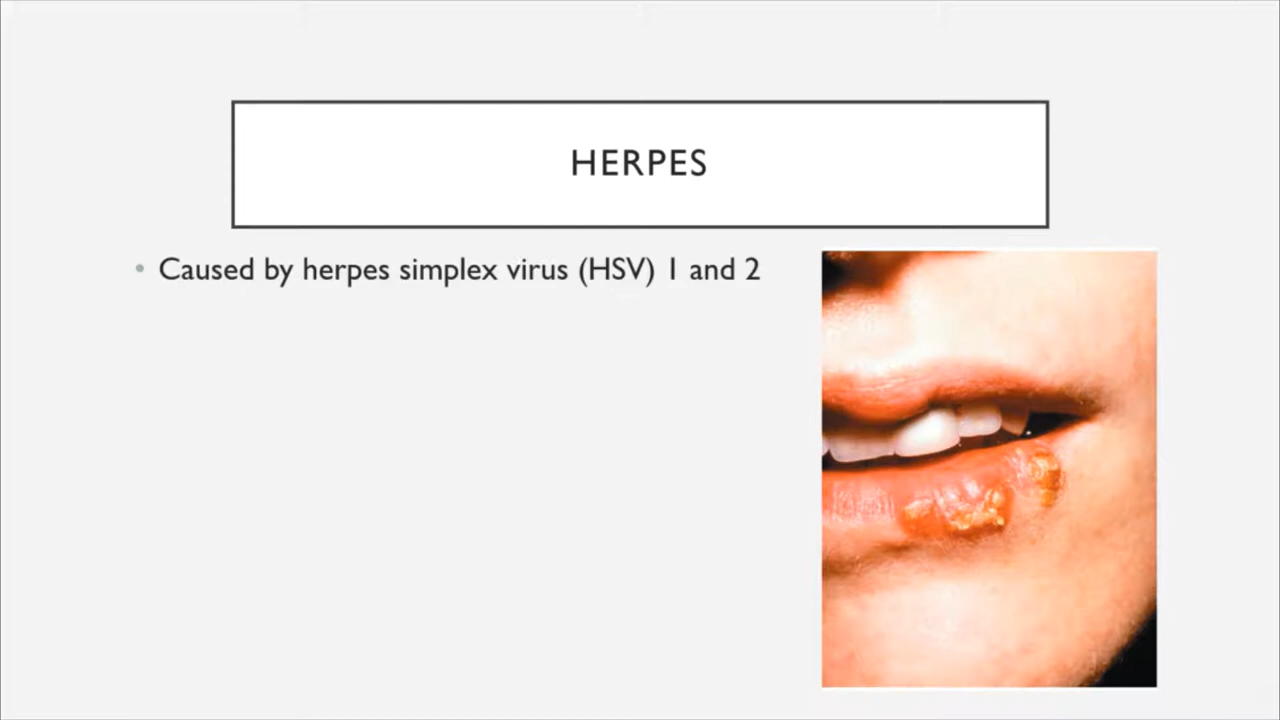 HERPES
• Caused by herpes simplex virus (HSV) 1 and 2